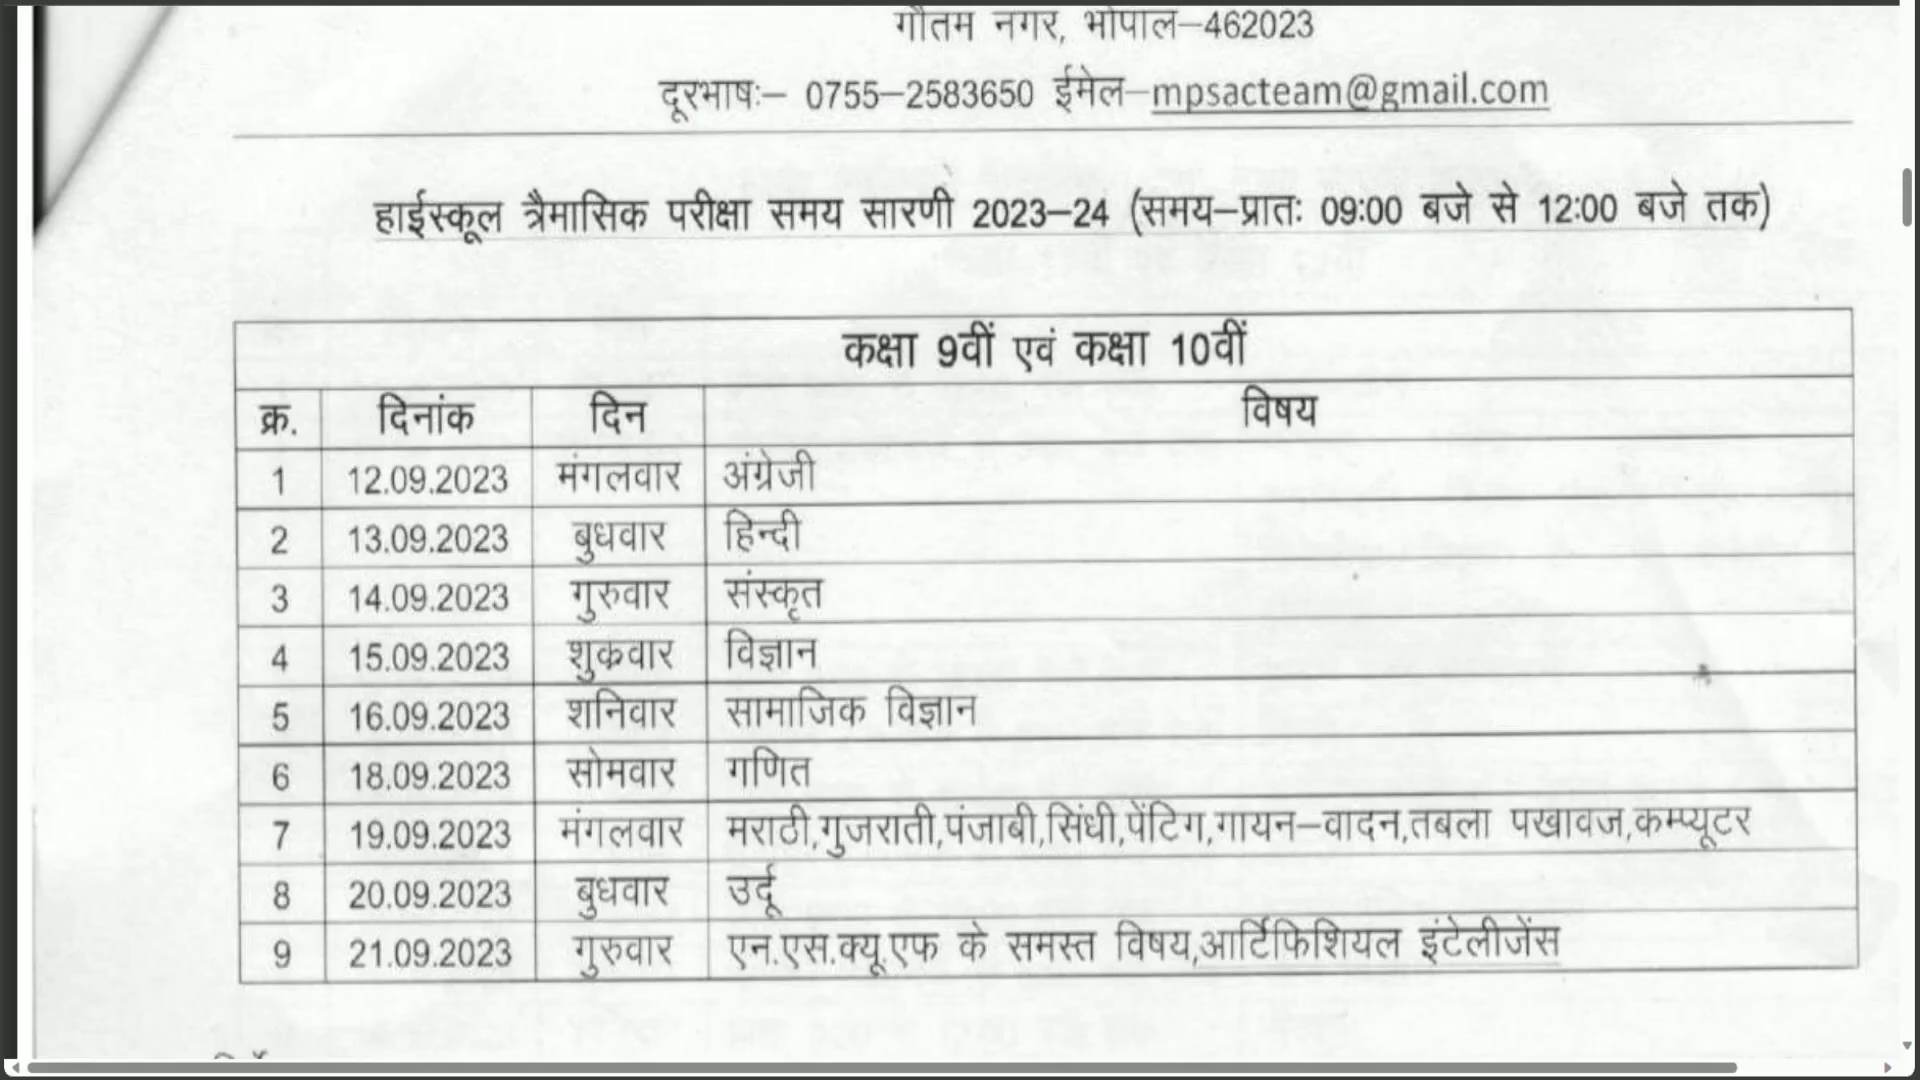 गौतम नगर, भोपाल–462023
दूरभाषः– 0755–2583650 ईमेल–mpsacteam@gmail.com
हाईस्कूल त्रैमासिक परीक्षा समय सारणी 2023–24 (समय–प्रातः 09:00 बजे से 12:00 बजे तक)
कक्षा 9वीं एवं कक्षा 10वीं
क्र. दिनांक दिन विषय
1 12.09.2023 मंगलवार अंग्रेजी
2 13.09.2023 बुधवार हिन्दी
3 14.09.2023 गुरुवार संस्कृत
4 15.09.2023 शुक्रवार विज्ञान
5 16.09.2023 शनिवार सामाजिक विज्ञान
6 18.09.2023 सोमवार गणित
7 19.09.2023 मंगलवार मराठी,गुजराती,पंजाबी,सिंधी,पेंटिग,गायन–वादन,तबला पखावज,कम्प्यूटर
8 20.09.2023 बुधवार उर्दू
9 21.09.2023 गुरुवार एन.एस.क्यू.एफ के समस्त विषय,आर्टिफिशियल इंटेलीजेंस